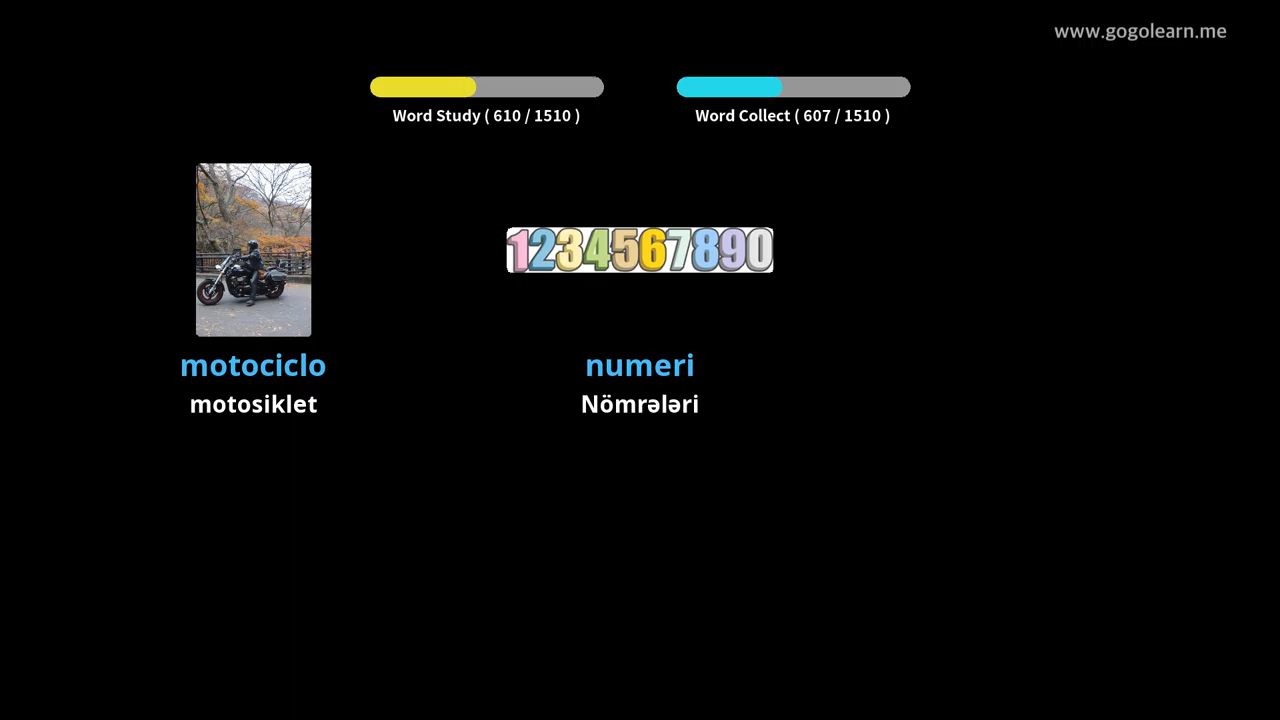 www.gogolearn.me
Word Study ( 610 / 1510 )
Word Collect ( 607 / 1510 )
1234567890
motociclo
motosiklet
numeri
Nömrələri